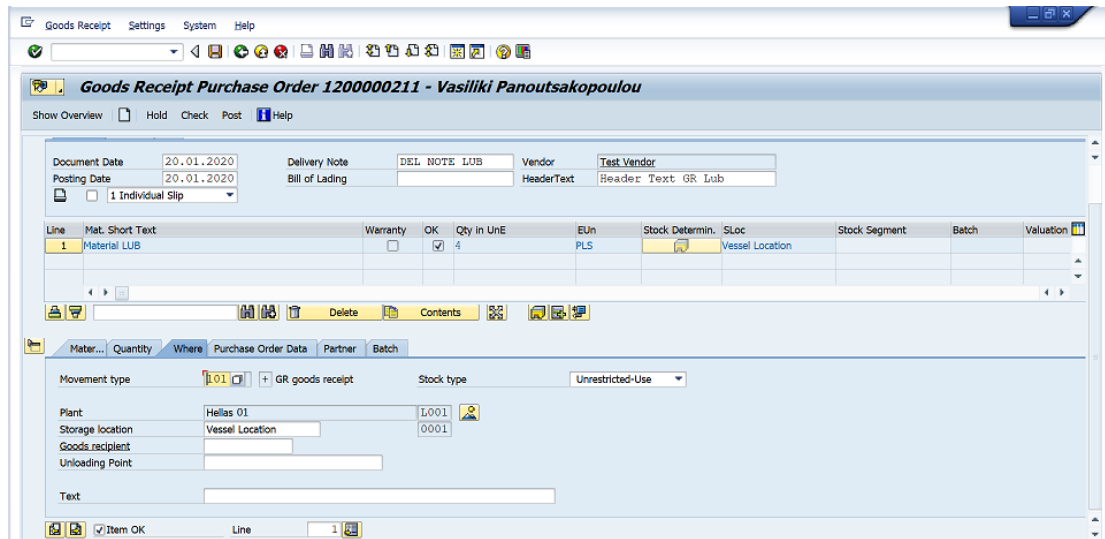 Goods Receipt Settings System Help
Goods Receipt Purchase Order 1200000211 - Vasiliki Panoutsakopoulou
Show Overview Hold Check Post Help
Document Date 20.01.2020 Delivery Note DEL NOTE LUB Vendor Test Vendor
Posting Date 20.01.2020 Bill of Lading HeaderText Header Text GR Lub
1 Individual Slip
Line Mat. Short Text Warranty OK Qty in UnE EUn Stock Determin. SLoc Stock Segment Batch Valuation
1 Material LUB 4 PLS Vessel Location
Delete Contents
Mater... Quantity Where Purchase Order Data Partner Batch
Movement type 101 + GR goods receipt Stock type Unrestricted-Use
Plant Hellas 01 L001
Storage location Vessel Location 0001
Goods recipient
Unloading Point
Text
Item OK Line 1